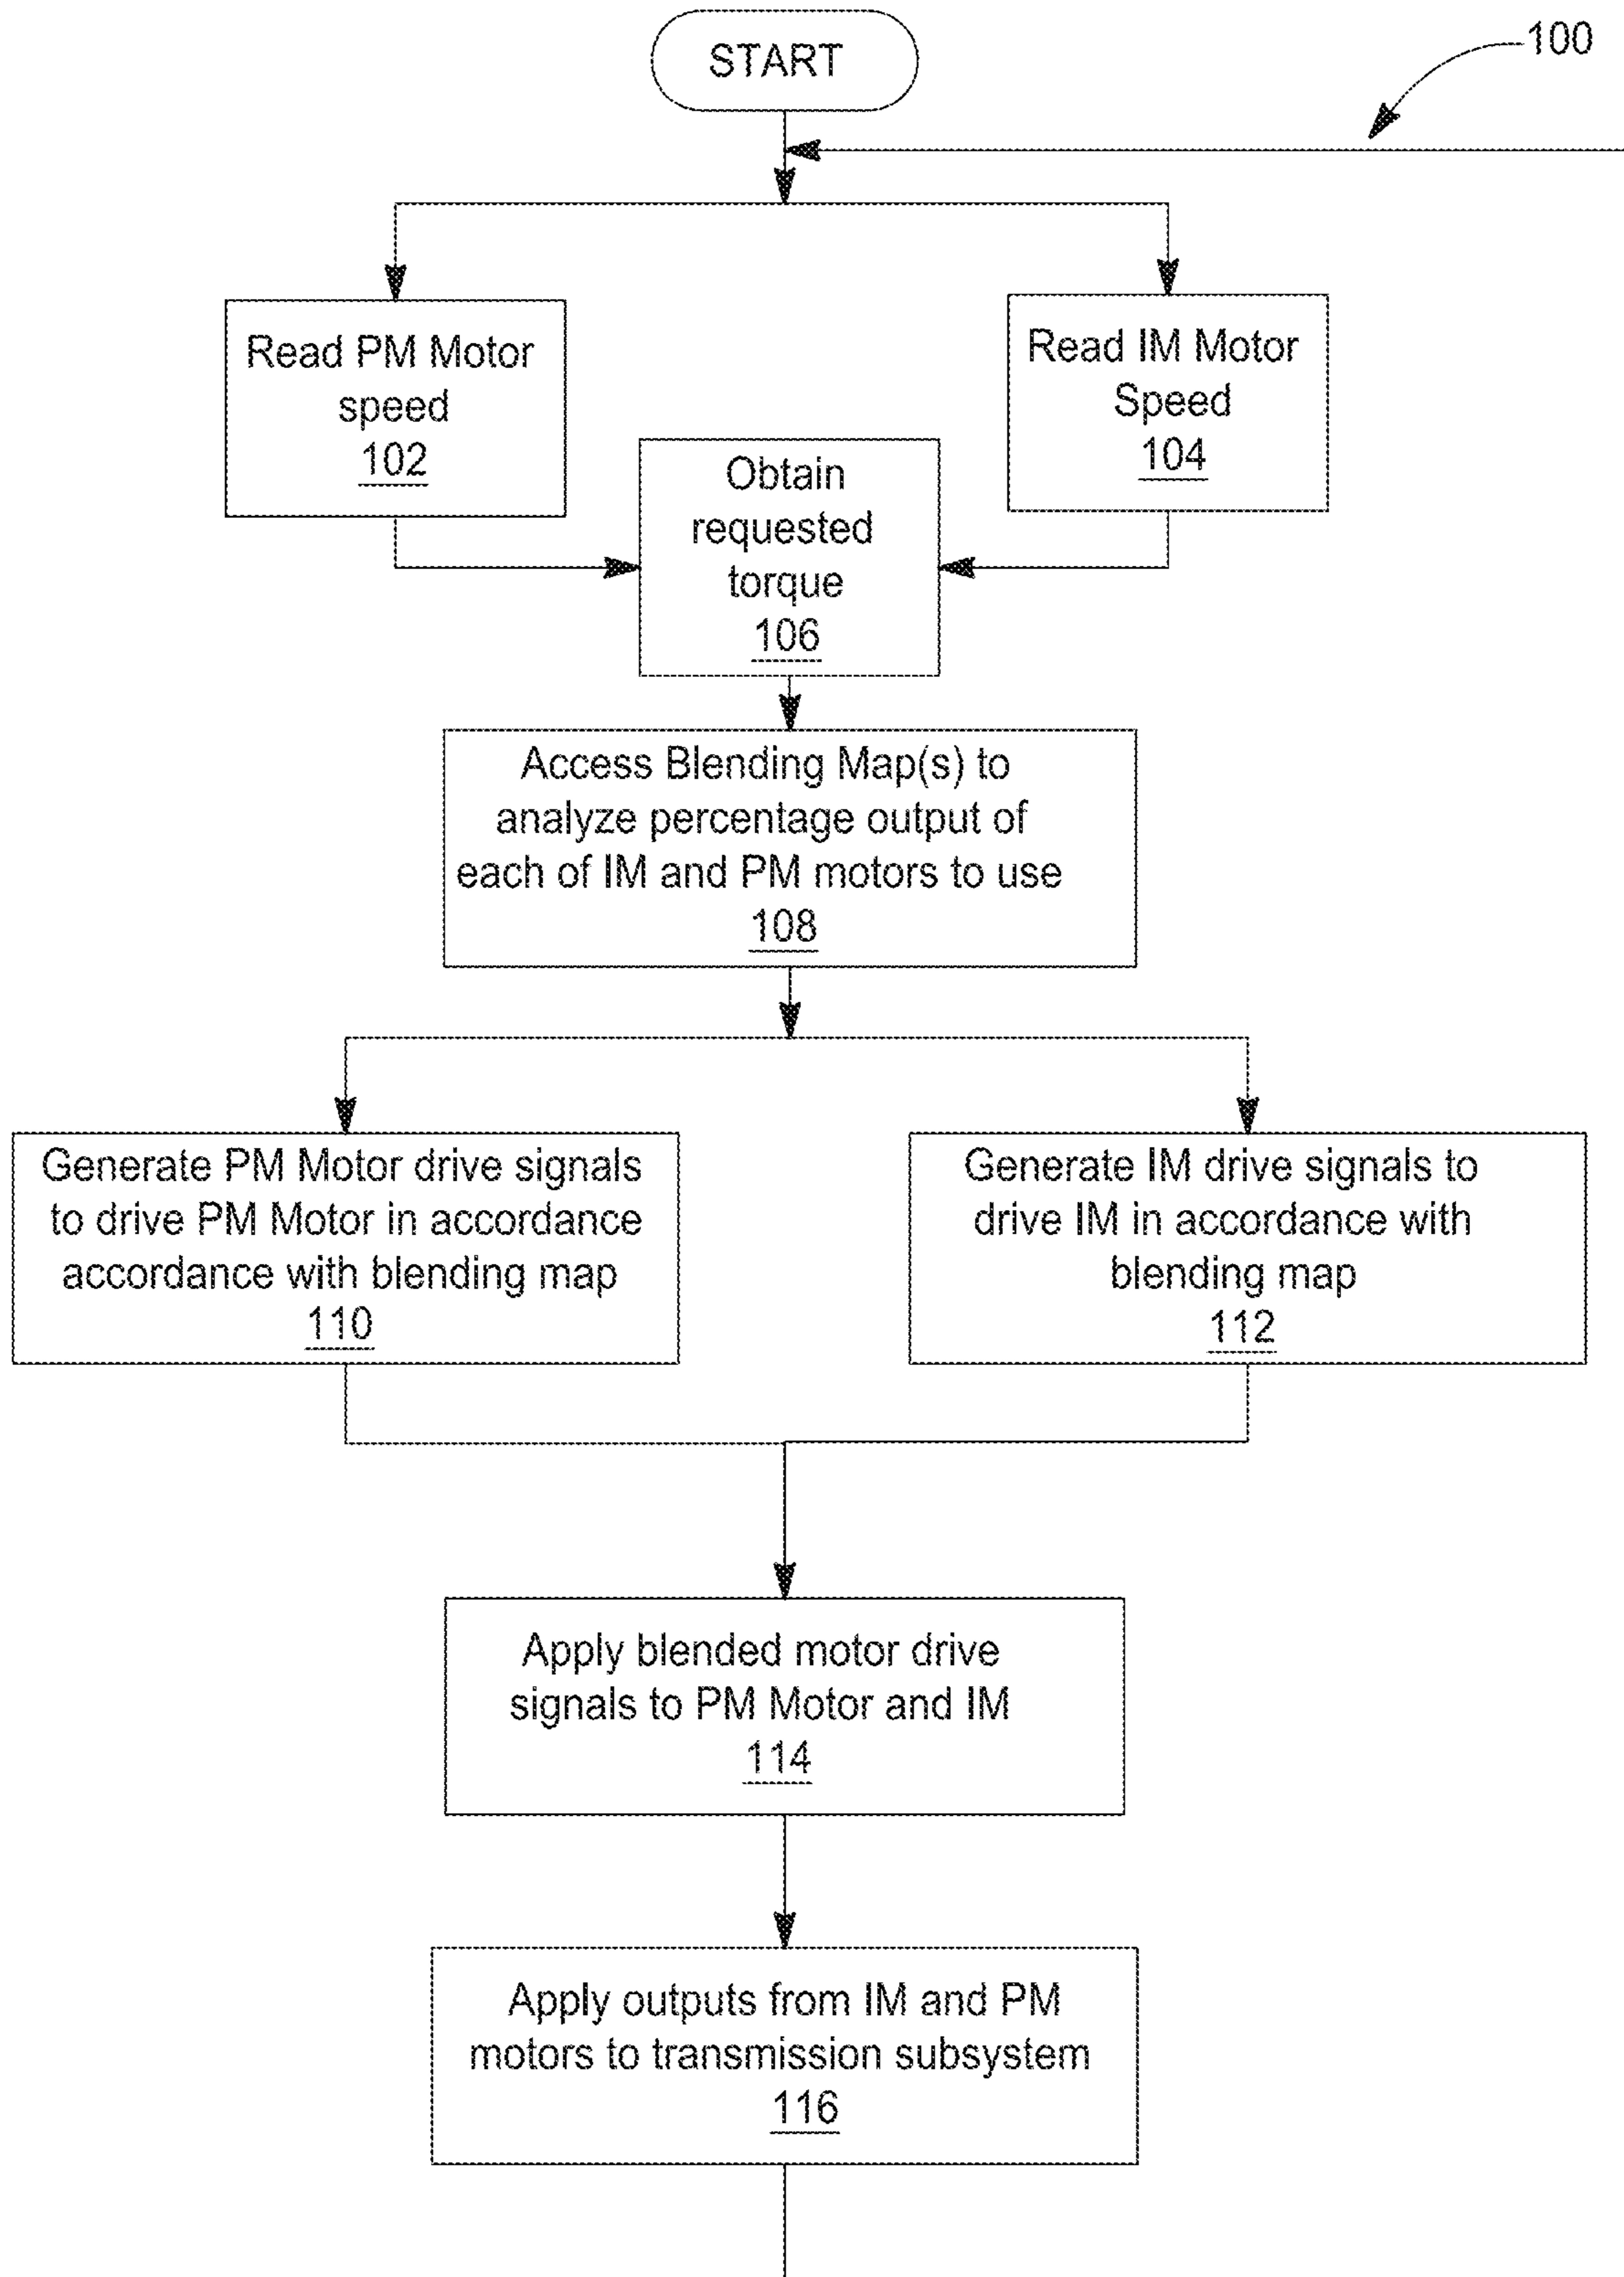 START
100
Read PM Motor
speed
102
Read IM Motor
Speed
104
Obtain
requested
torque
106
Access Blending Map(s) to
analyze percentage output of
each of IM and PM motors to use
108
Generate PM Motor drive signals
to drive PM Motor in accordance
accordance with blending map
110
Generate IM drive signals to
drive IM in accordance with
blending map
112
Apply blended motor drive
signals to PM Motor and IM
114
Apply outputs from IM and PM
motors to transmission subsystem
116